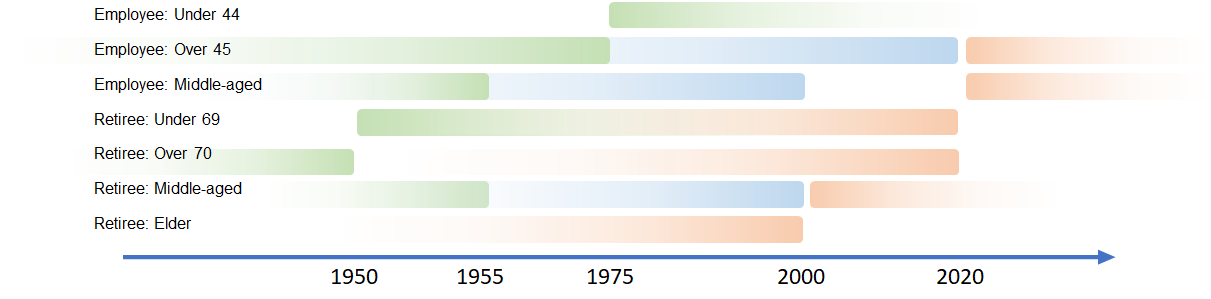 Employee: Under 44
Employee: Over 45
Employee: Middle-aged
Retiree: Under 69
Retiree: Over 70
Retiree: Middle-aged
Retiree: Elder
1950 1955 1975 2000 2020